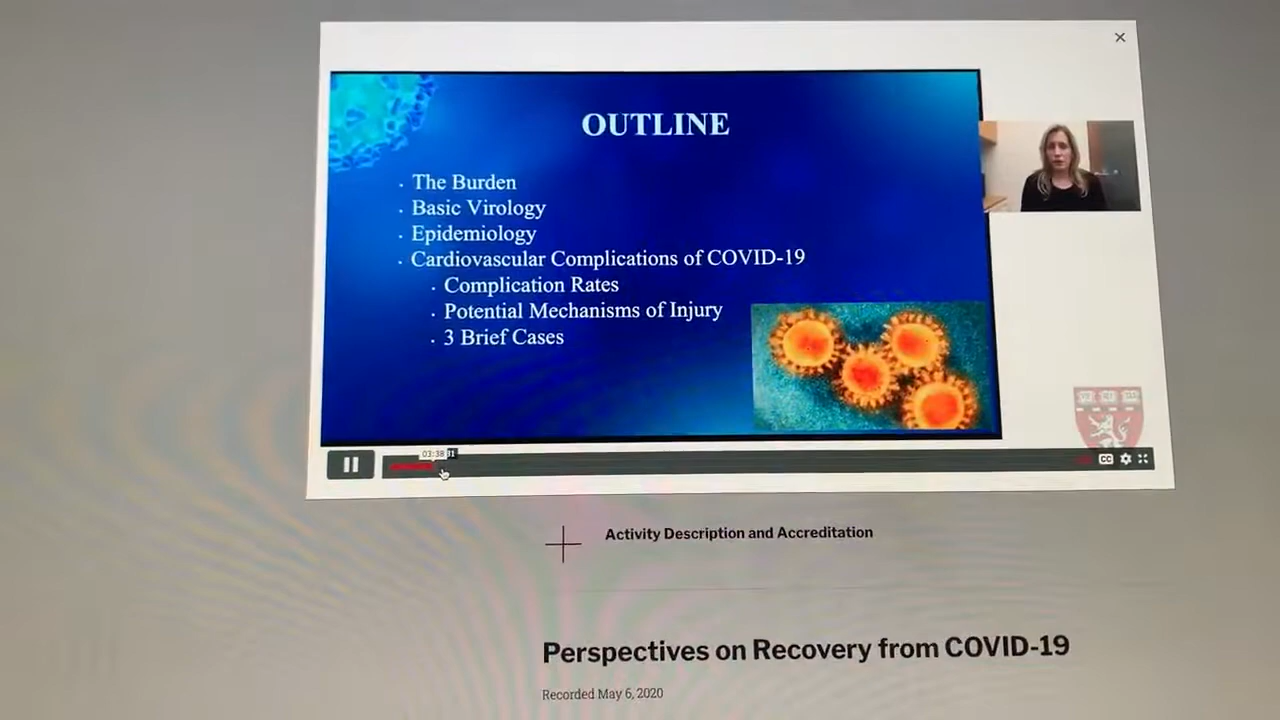 OUTLINE
The Burden
Basic Virology
Epidemiology
Cardiovascular Complications of COVID-19
Complication Rates
Potential Mechanisms of Injury
3 Brief Cases
03:38
CC
Activity Description and Accreditation
Perspectives on Recovery from COVID-19
Recorded May 6, 2020